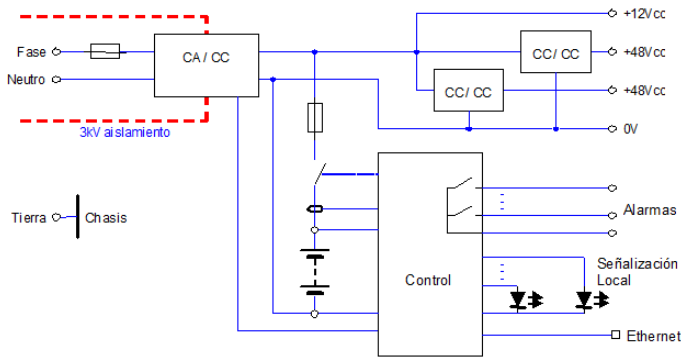 +12Vcc
Fase
CA / CC
CC/ CC
+48Vcc
Neutro
CC/ CC
+48Vcc
3kV aislamiento
0V
Tierra
Chasis
Alarmas
Control
Señalización
Local
Ethernet